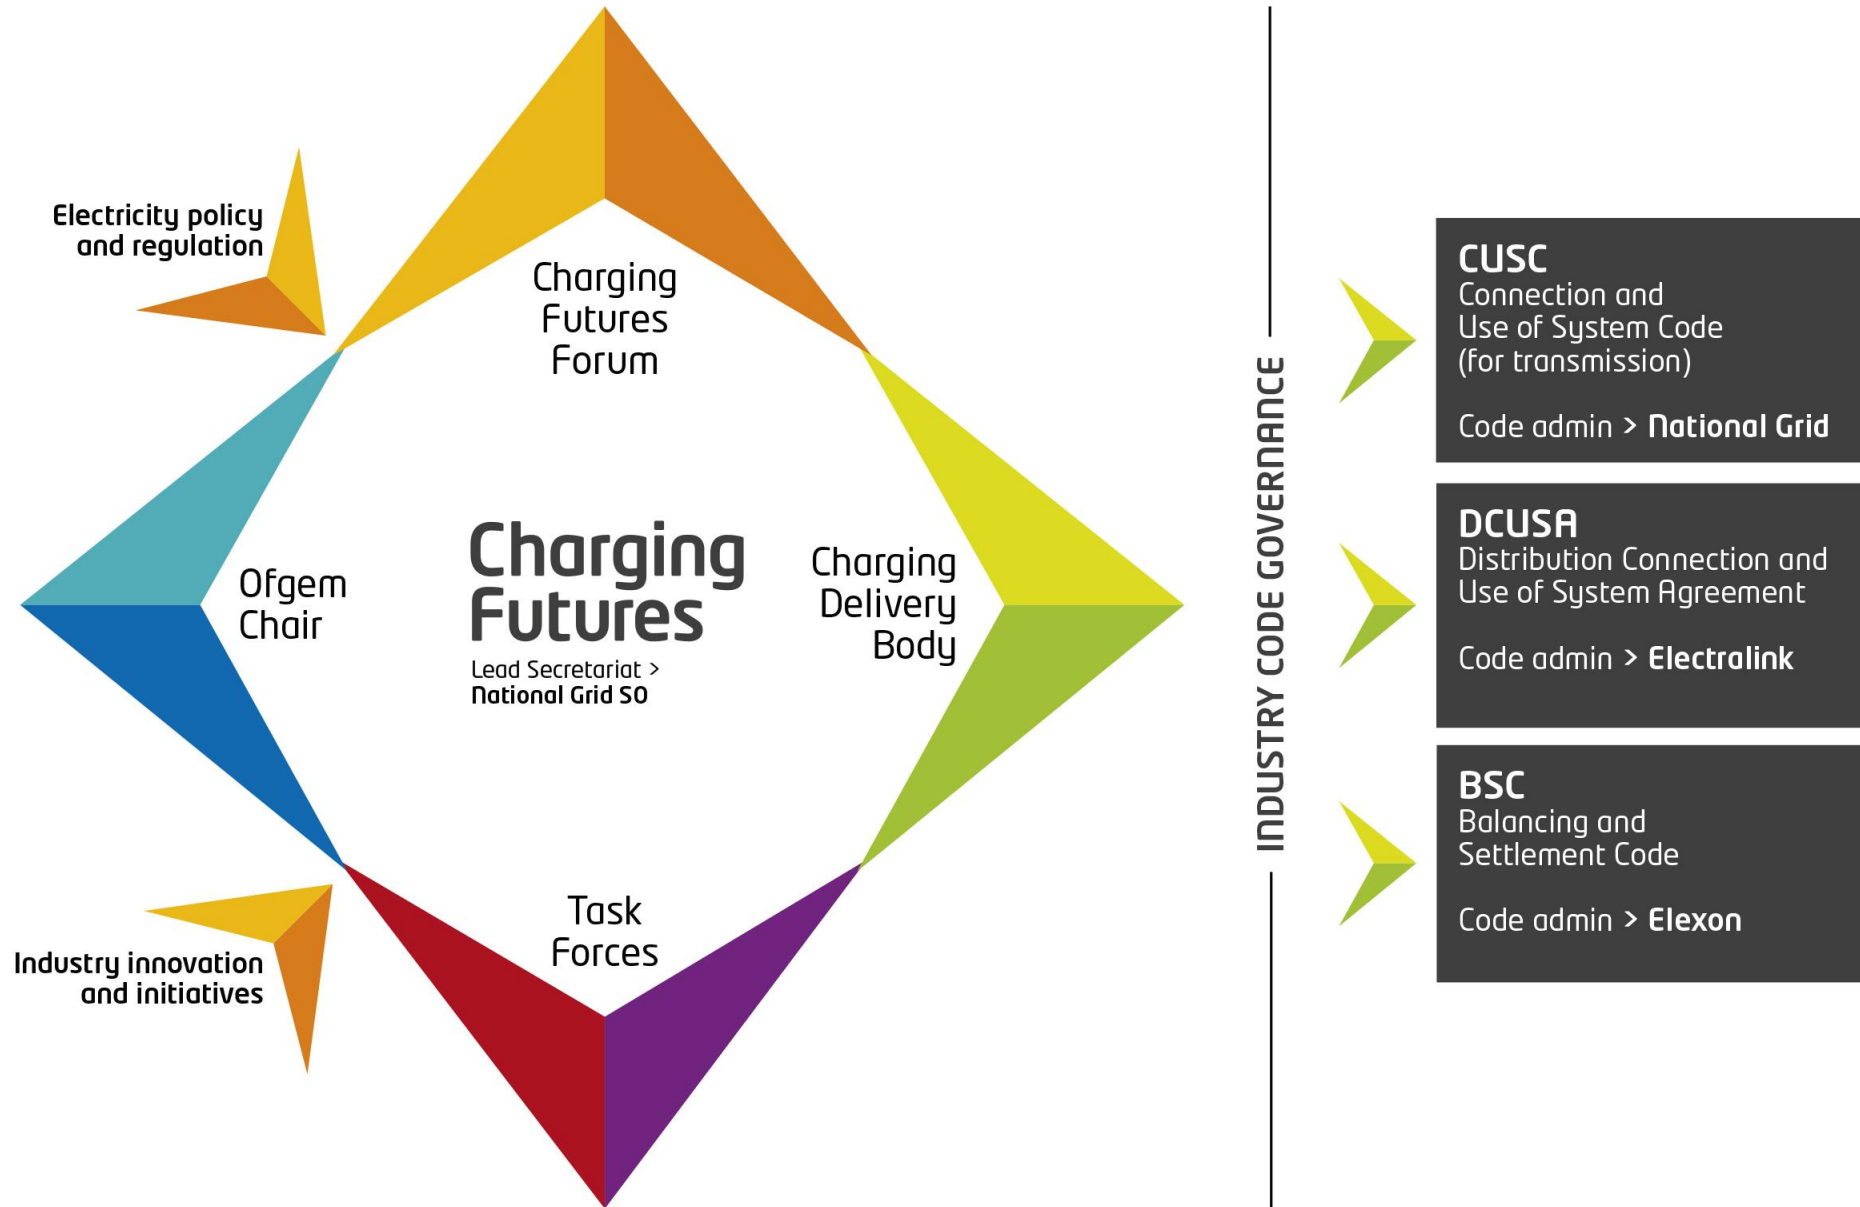 Electricity policy
and regulation
Charging
Futures
Forum
Ofgem
Chair
Charging
Futures
Lead Secretariat >
National Grid SO
Charging
Delivery
Body
Task
Forces
Industry innovation
and initiatives
INDUSTRY CODE GOVERNANCE
CUSC
Connection and
Use of System Code
(for transmission)
Code admin > National Grid
DCUSA
Distribution Connection and
Use of System Agreement
Code admin > Electralink
BSC
Balancing and
Settlement Code
Code admin > Elexon